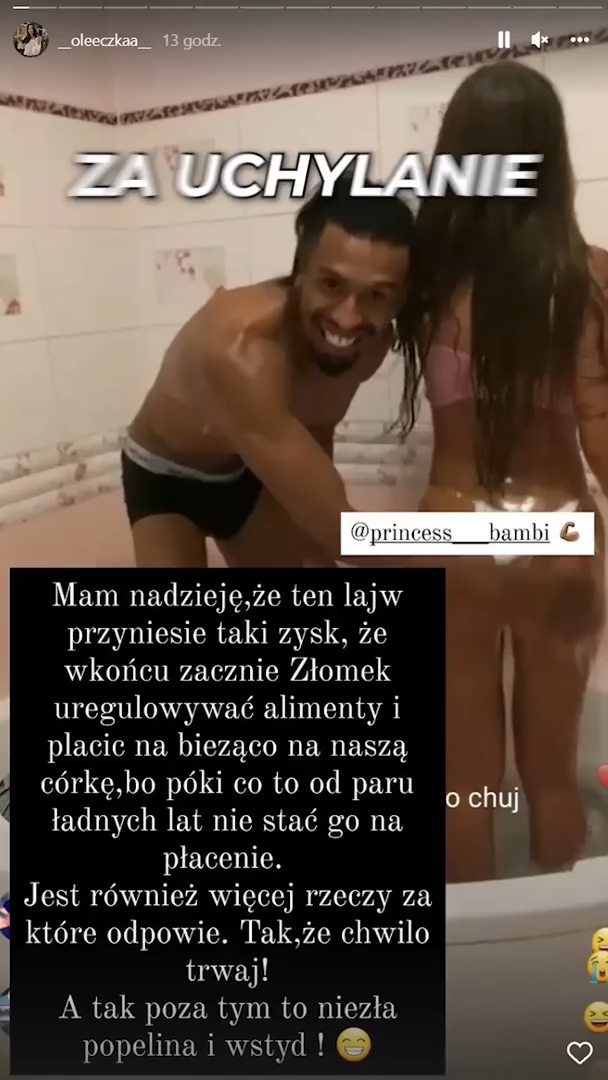 __oleeczkaa__ 13 godz.
ZA UCHYLANIE
@princess___bambi
Mam nadzieję,że ten lajw
przyniesie taki zysk, że
wkońcu zacznie Złomek
uregulowywać alimenty i
placic na bieząco na naszą
córkę,bo póki co to od paru
ładnych lat nie stać go na
płacenie.
Jest również więcej rzeczy za
które odpowie. Tak,że chwilo
trwaj!
A tak poza tym to niezła
popelina i wstyd !
o chuj